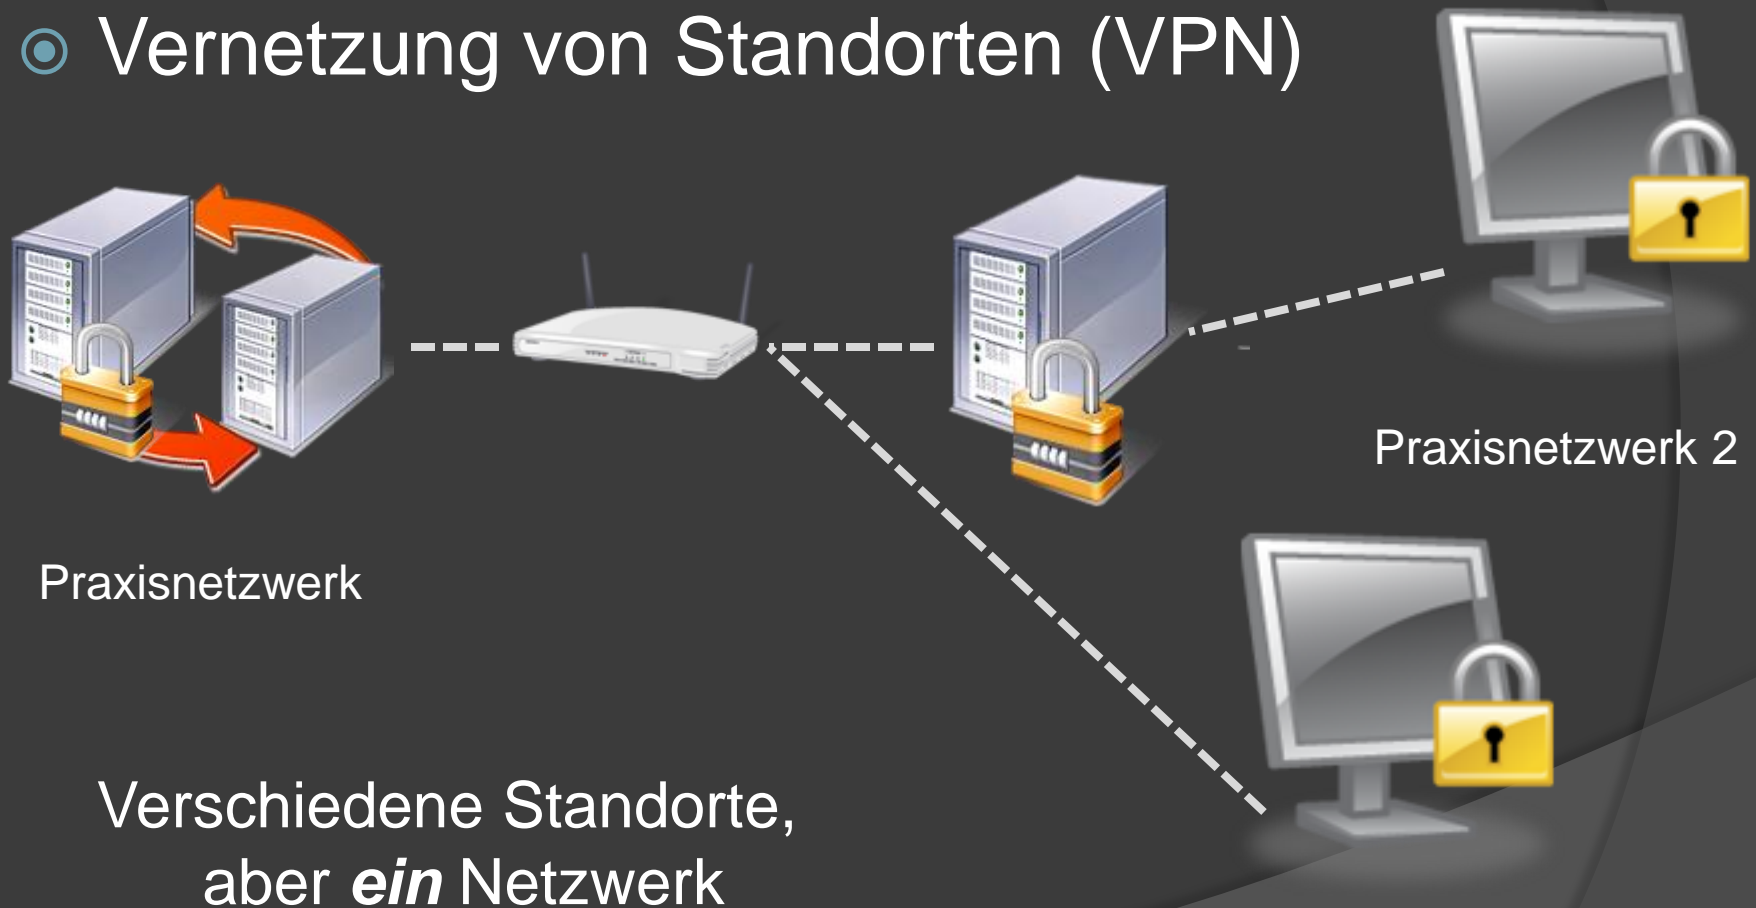 Vernetzung von Standorten (VPN)
Praxisnetzwerk 2
Praxisnetzwerk
Verschiedene Standorte,
aber ein Netzwerk